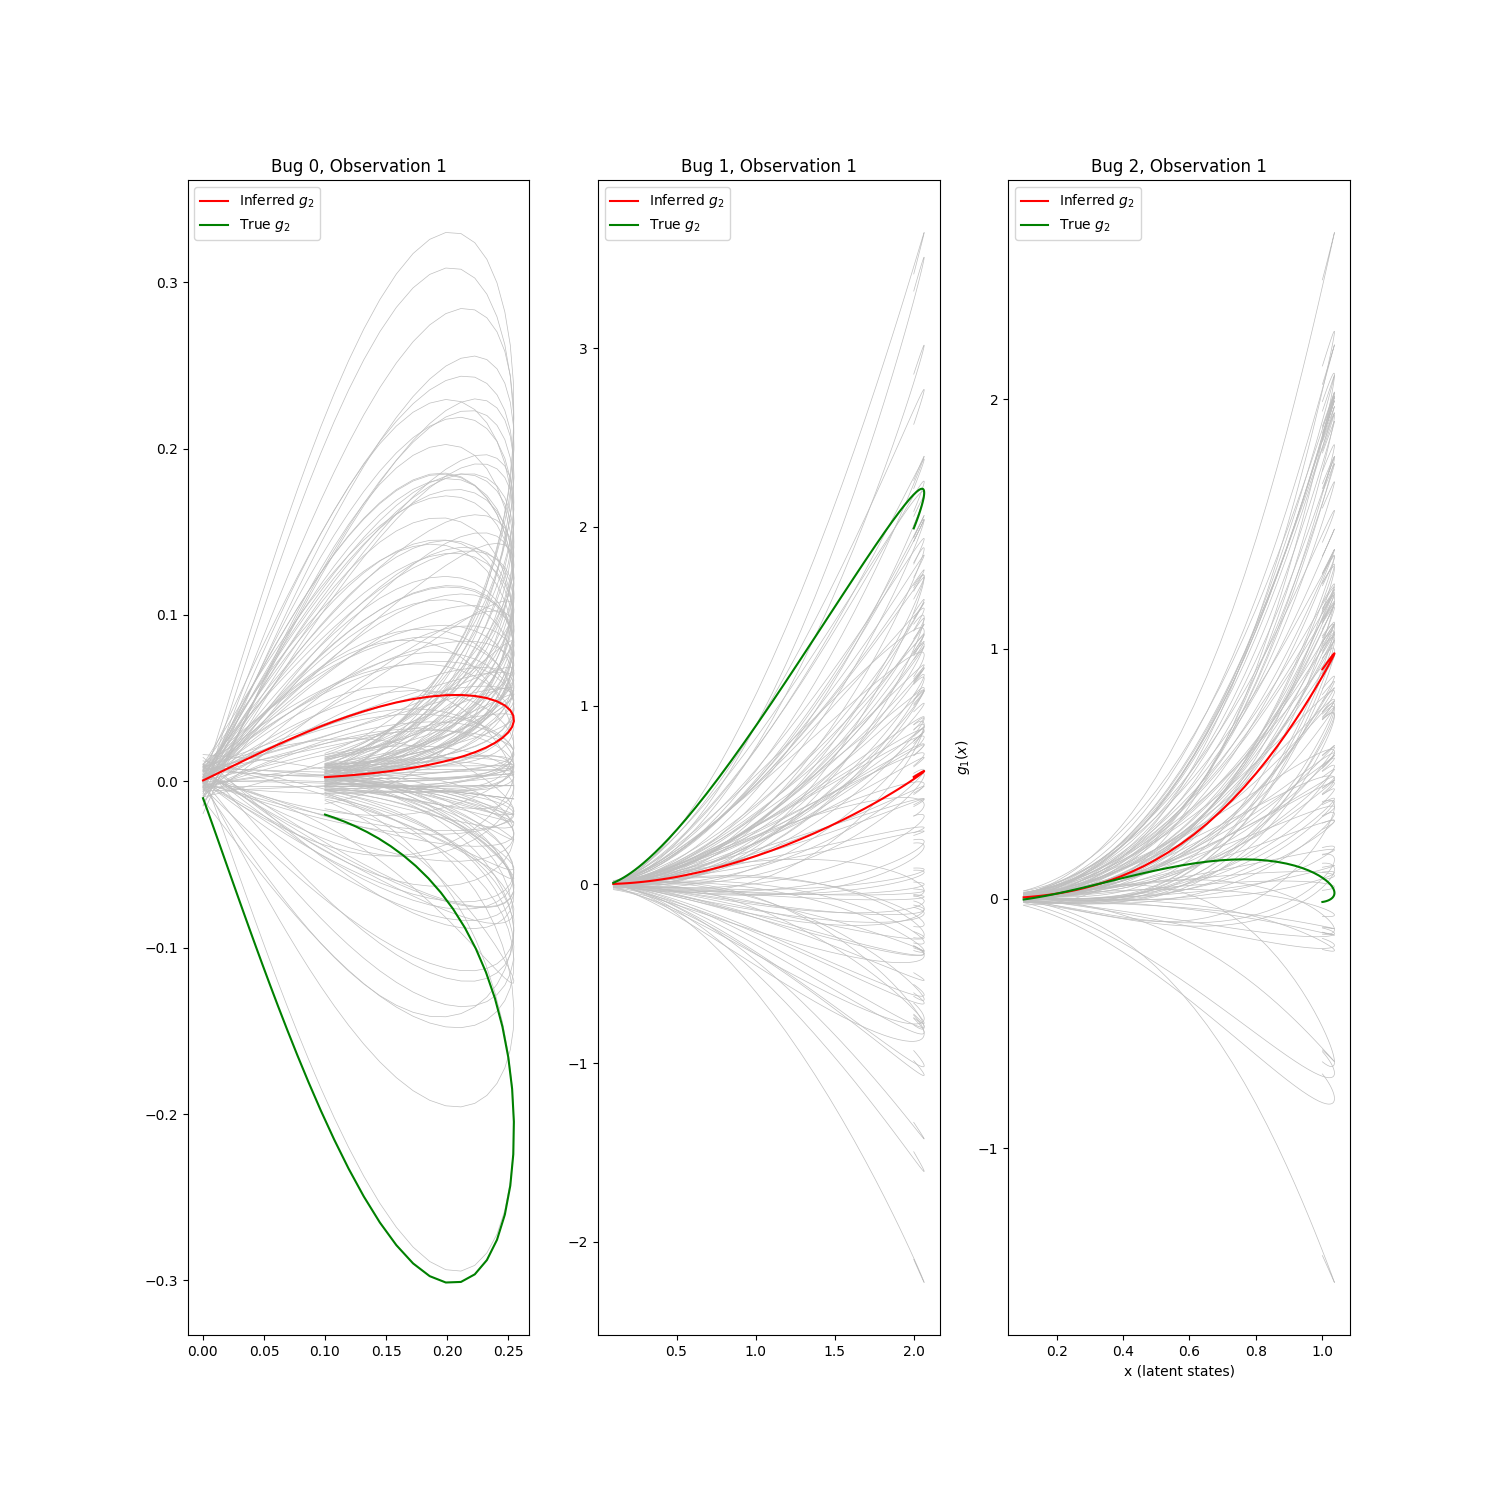 Bug 0, Observation 1
Inferred g₂
True g₂
0.3
0.2
0.1
0.0
−0.1
−0.2
−0.3
0.00 0.05 0.10 0.15 0.20 0.25
Bug 1, Observation 1
Inferred g₂
True g₂
3
2
1
0
−1
−2
0.5 1.0 1.5 2.0
Bug 2, Observation 1
Inferred g₂
True g₂
g₁(x)
2
1
0
−1
0.2 0.4 0.6 0.8 1.0
x (latent states)